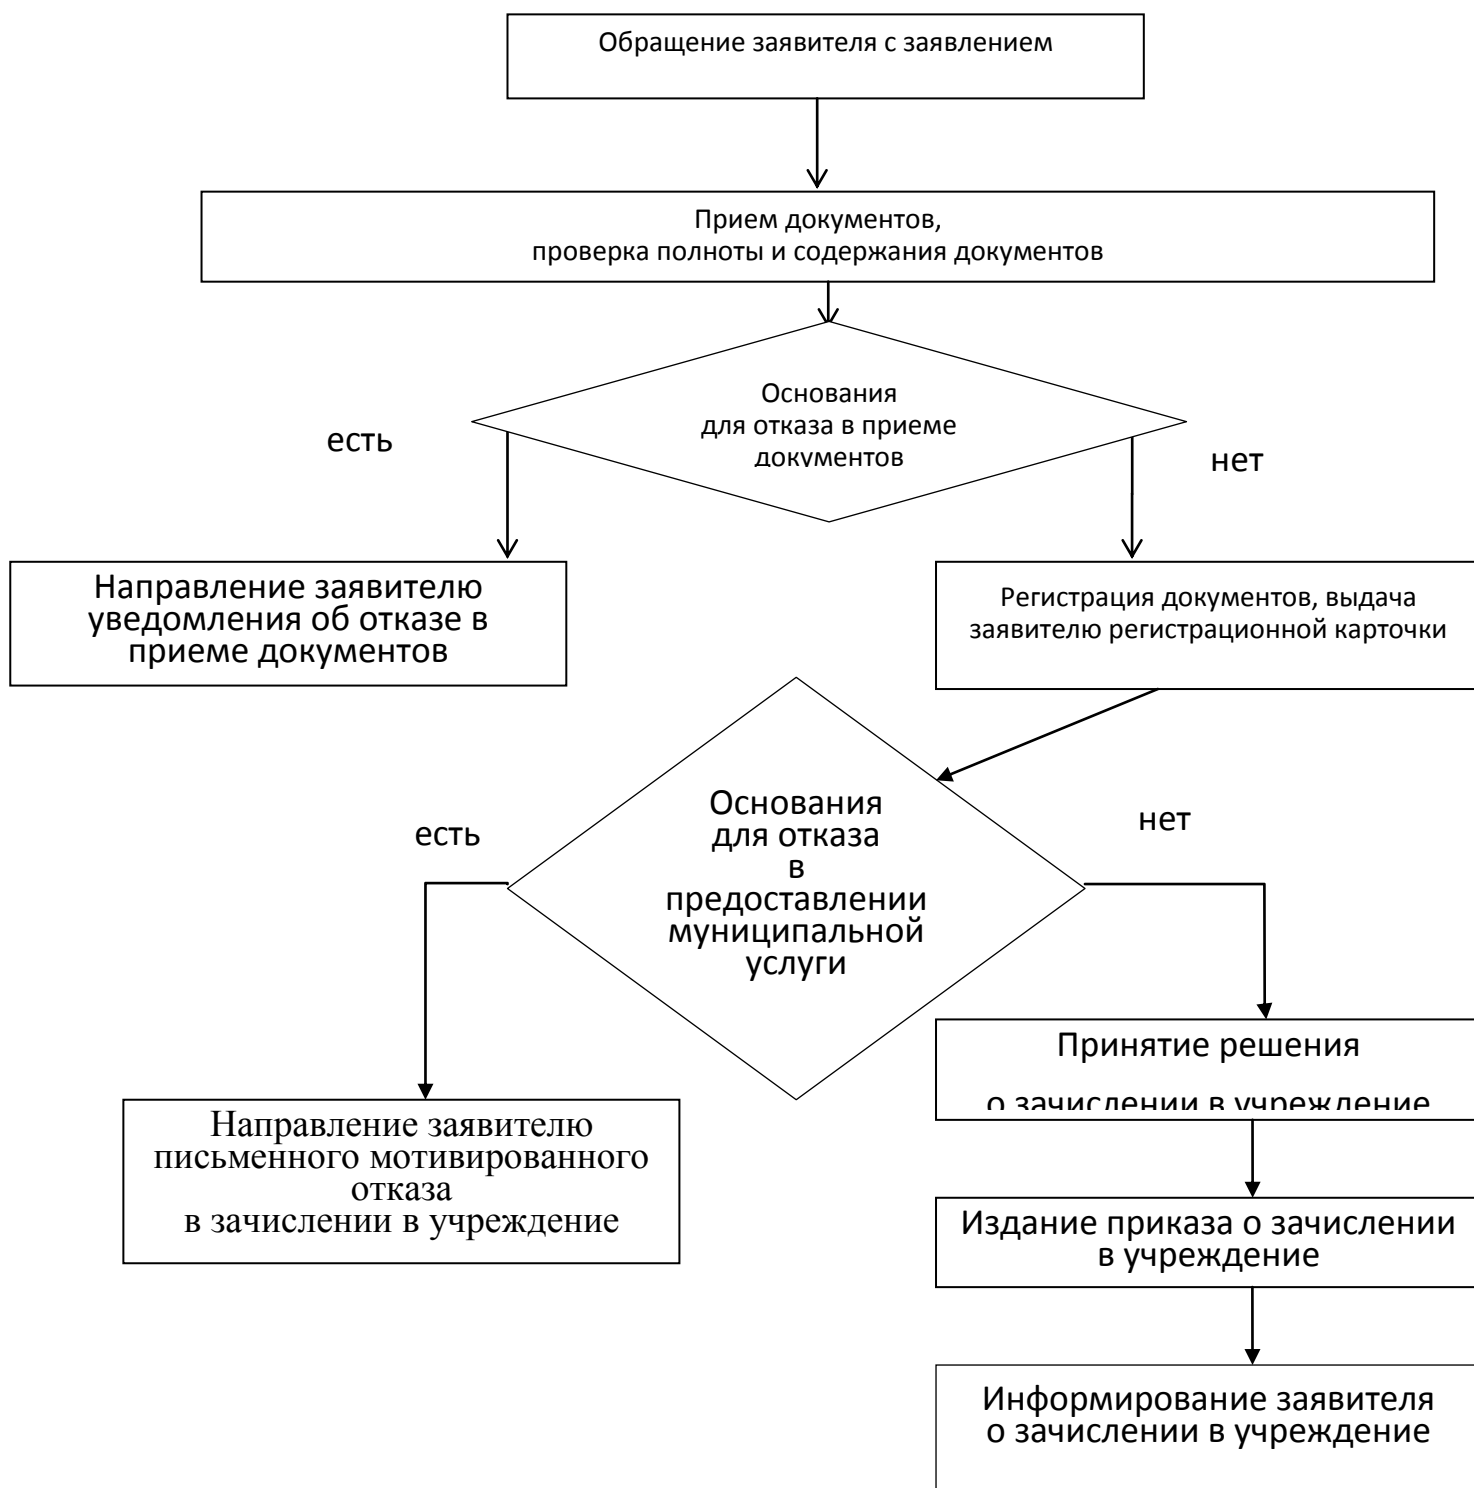 Обращение заявителя с заявлением
Прием документов,
проверка полноты и содержания документов
Основания
для отказа в приеме
документов
есть
нет
Направление заявителю
уведомления об отказе в
приеме документов
Регистрация документов, выдача
заявителю регистрационной карточки
Основания
для отказа
в
предоставлении
муниципальной
услуги
есть
нет
Принятие решения
о зачислении в учреждение
Направление заявителю
письменного мотивированного
отказа
в зачислении в учреждение
Издание приказа о зачислении
в учреждение
Информирование заявителя
о зачислении в учреждение